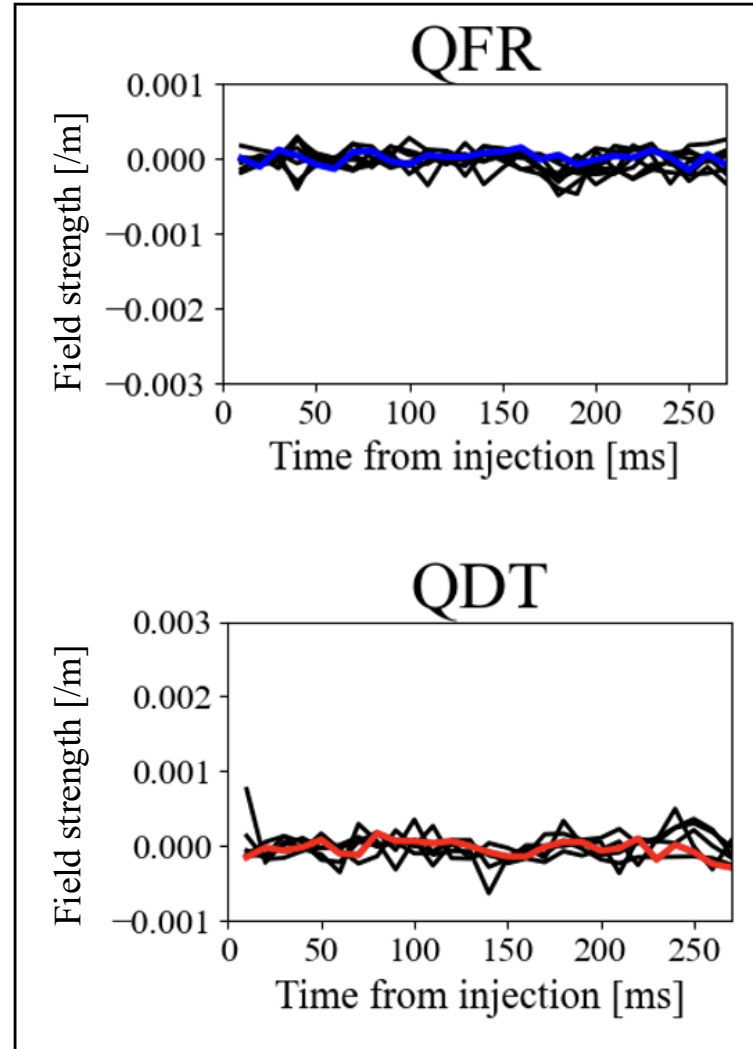 QFR
0.001
0.000
−0.001
−0.002
−0.003
Field strength [/m]
0 50 100 150 200 250
Time from injection [ms]
QDT
0.003
0.002
0.001
0.000
−0.001
Field strength [/m]
0 50 100 150 200 250
Time from injection [ms]